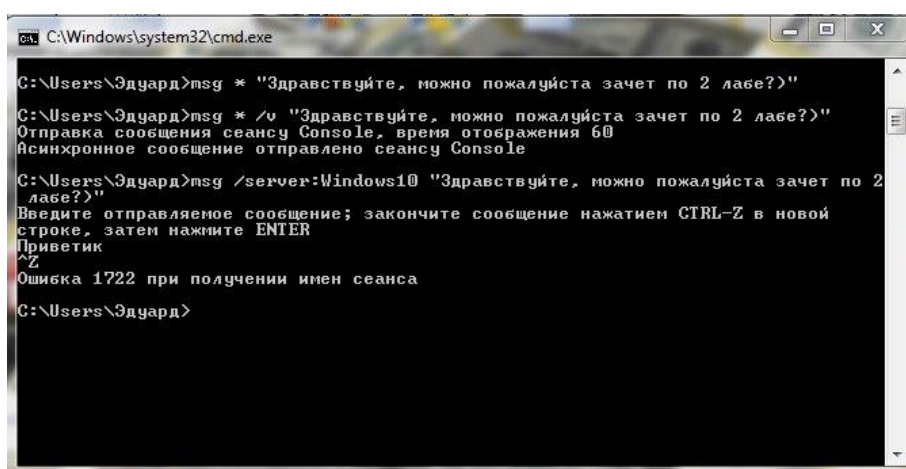 C:\Windows\system32\cmd.exe
C:\Users\Эдуард>msg * "Здравствуйте, можно пожалуйста зачет по 2 лабе?)"
C:\Users\Эдуард>msg * /v "Здравствуйте, можно пожалуйста зачет по 2 лабе?)"
Отправка сообщения сеансу Console, время отображения 60
Асинхронное сообщение отправлено сеансу Console
C:\Users\Эдуард>msg /server:Windows10 "Здравствуйте, можно пожалуйста зачет по 2
лабе?)"
Введите отправляемое сообщение; закончите сообщение нажатием CTRL-Z в новой
строке, затем нажмите ENTER
Приветик
^Z
Ошибка 1722 при получении имен сеанса
C:\Users\Эдуард>